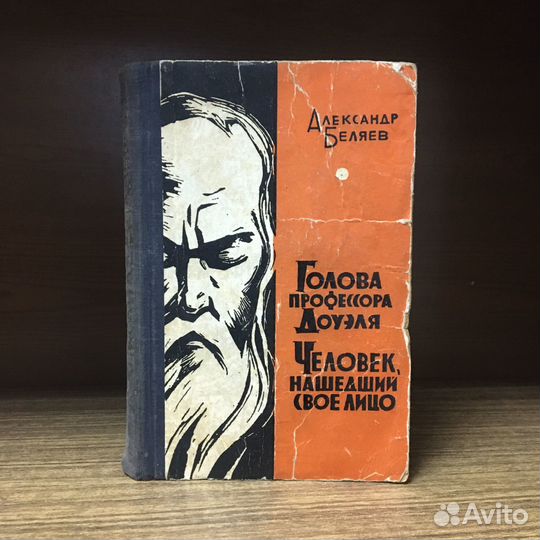 Александр
Беляев
Голова
профессора
Доуэля
Человек,
нашедший
свое лицо
Avito